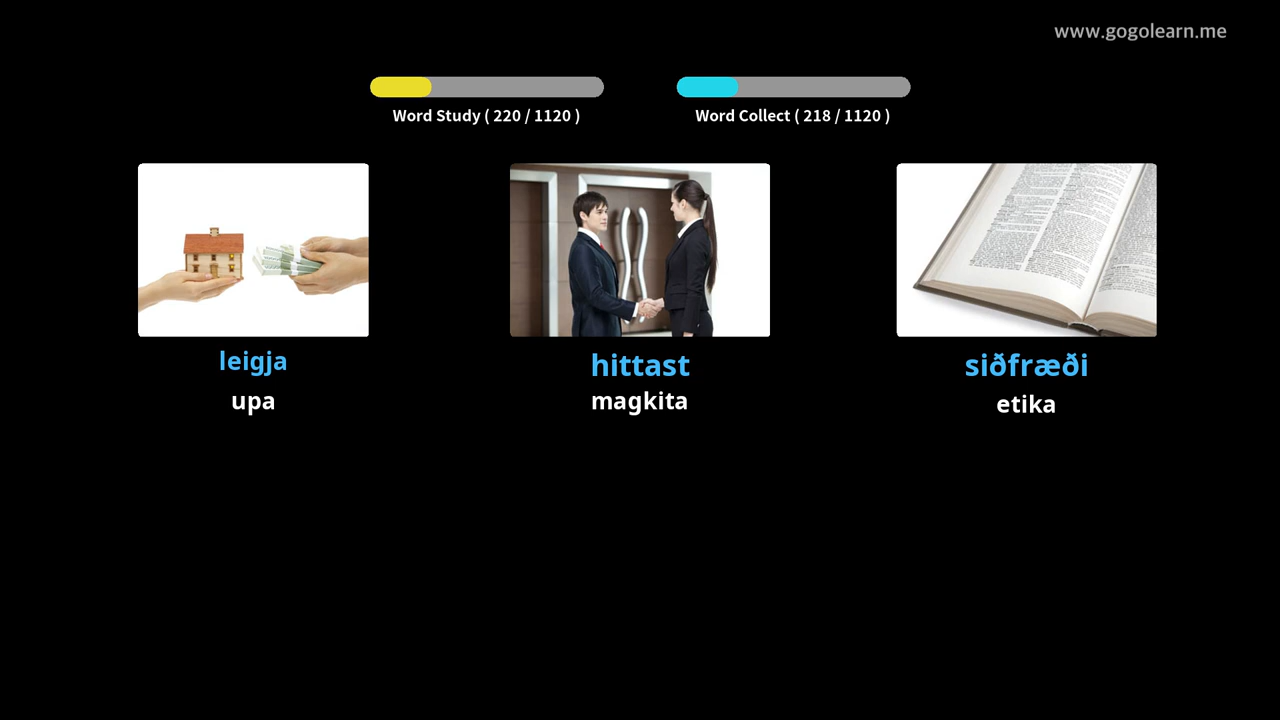 www.gogolearn.me
Word Study ( 220 / 1120 )
Word Collect ( 218 / 1120 )
leigja
upa
hittast
magkita
siðfræði
etika